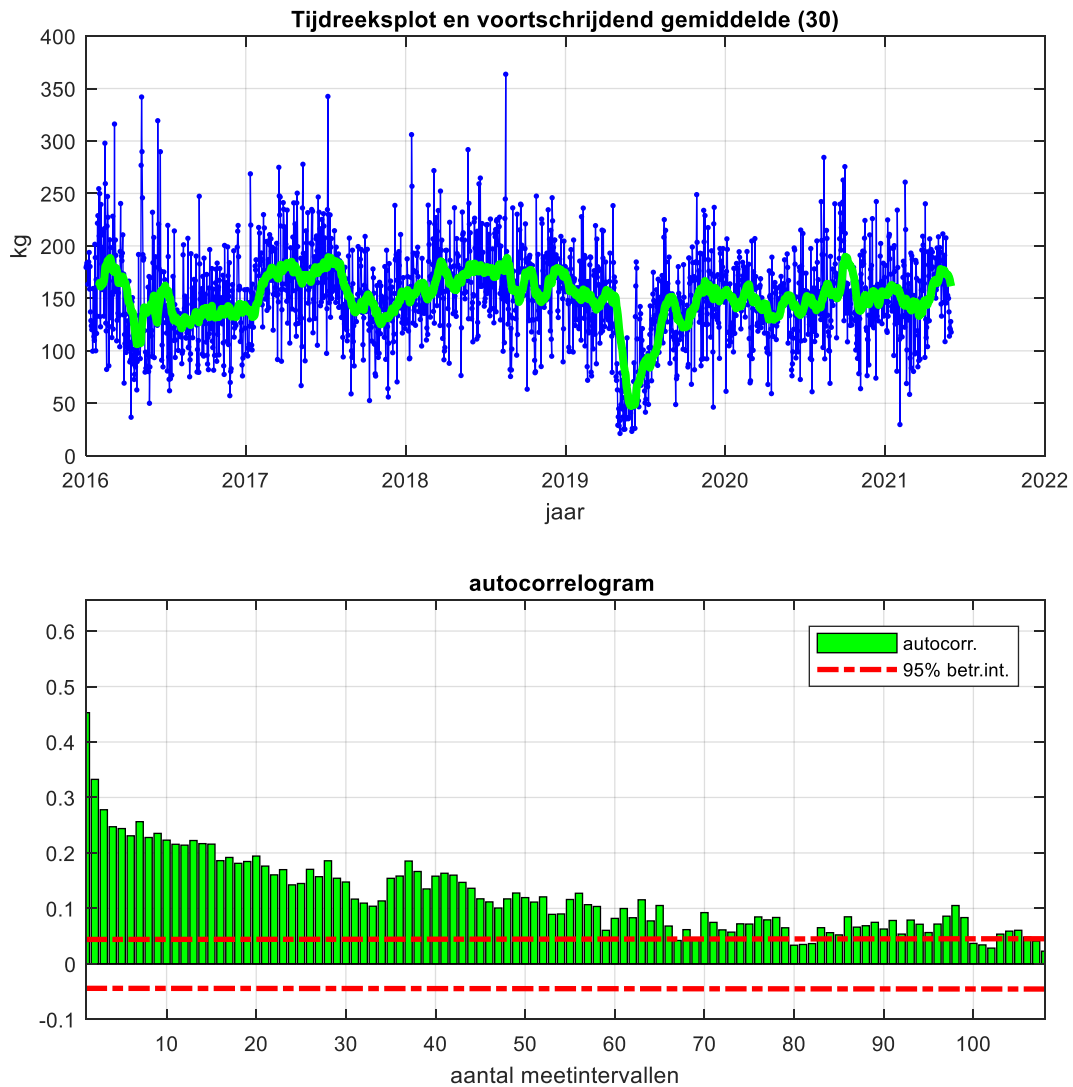 Tijdreeksplot en voortschrijdend gemiddelde (30)
400
350
300
250
200
150
100
50
0
kg
2016 2017 2018 2019 2020 2021 2022
jaar
autocorrelogram
0.6
0.5
0.4
0.3
0.2
0.1
0
-0.1
autocorr.
95% betr.int.
10 20 30 40 50 60 70 80 90 100
aantal meetintervallen